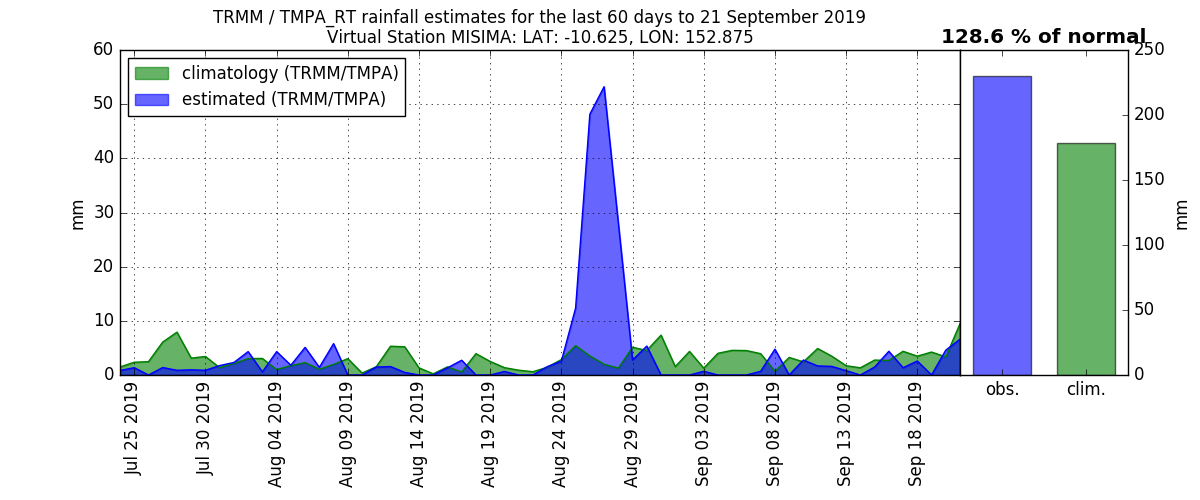 TRMM / TMPA_RT rainfall estimates for the last 60 days to 21 September 2019
Virtual Station MISIMA: LAT: -10.625, LON: 152.875
128.6 % of normal
climatology (TRMM/TMPA)
estimated (TRMM/TMPA)
60
50
40
30
20
10
0
mm
Jul 25 2019
Jul 30 2019
Aug 04 2019
Aug 09 2019
Aug 14 2019
Aug 19 2019
Aug 24 2019
Aug 29 2019
Sep 03 2019
Sep 08 2019
Sep 13 2019
Sep 18 2019
250
200
150
100
50
0
mm
obs.
clim.